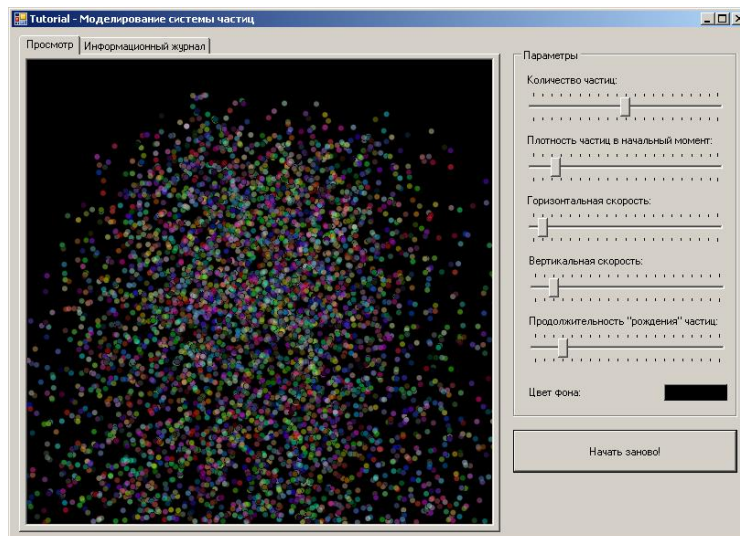 Tutorial - Моделирование системы частиц
Просмотр
Информационный журнал
Параметры
Количество частиц:
Плотность частиц в начальный момент:
Горизонтальная скорость:
Вертикальная скорость:
Продолжительность "рождения" частиц:
Цвет фона:
Начать заново!